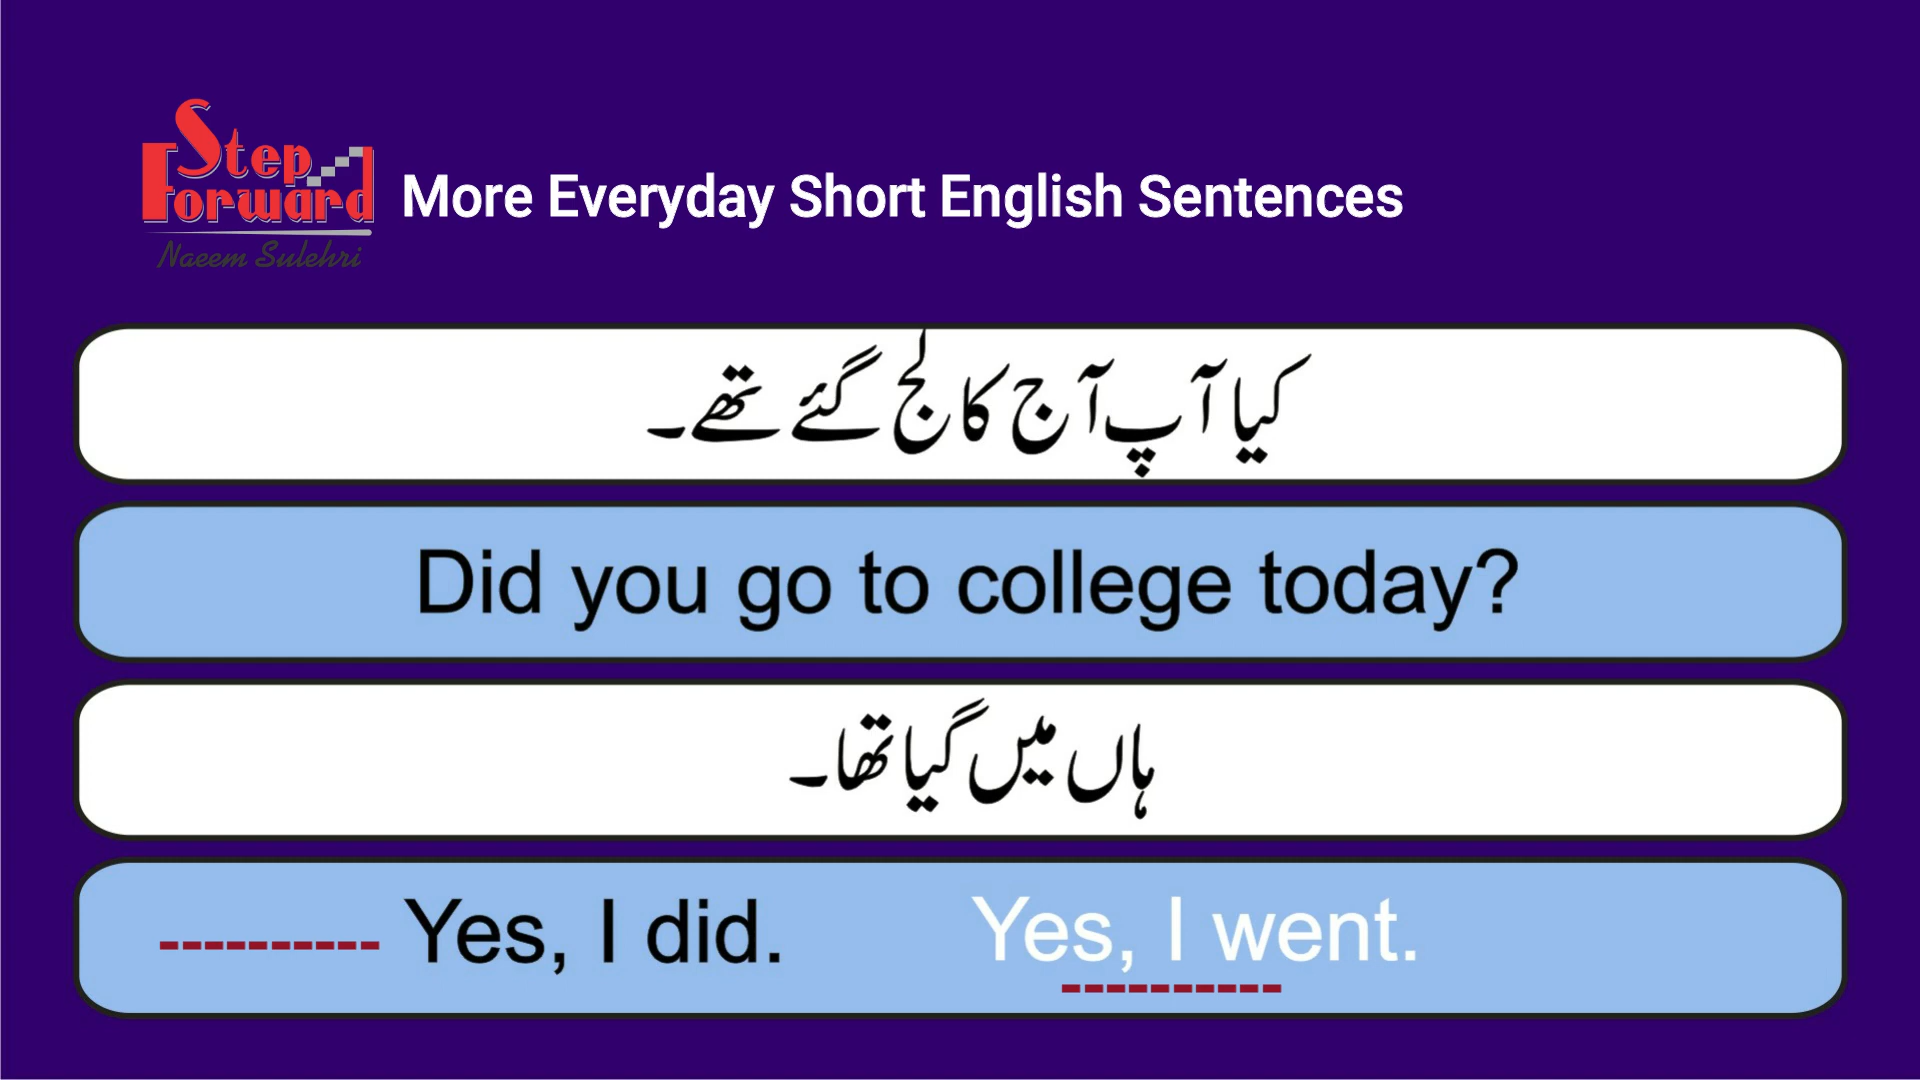 Step
Forward
Naeem Sulehri
More Everyday Short English Sentences
کیا آپ آج کالج گئے تھے۔
Did you go to college today?
ہاں میں گیا تھا۔
---------- Yes, I did. Yes, I went.
----------